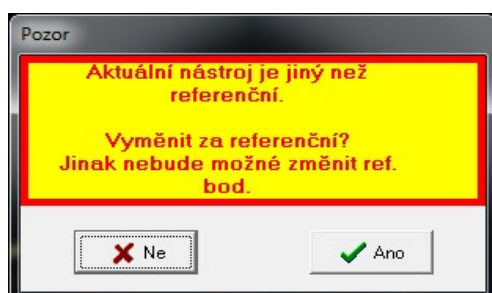 Pozor
Aktuální nástroj je jiný než
referenční.
Vyměnit za referenční?
Jinak nebude možné změnit ref.
bod.
Ne
Ano